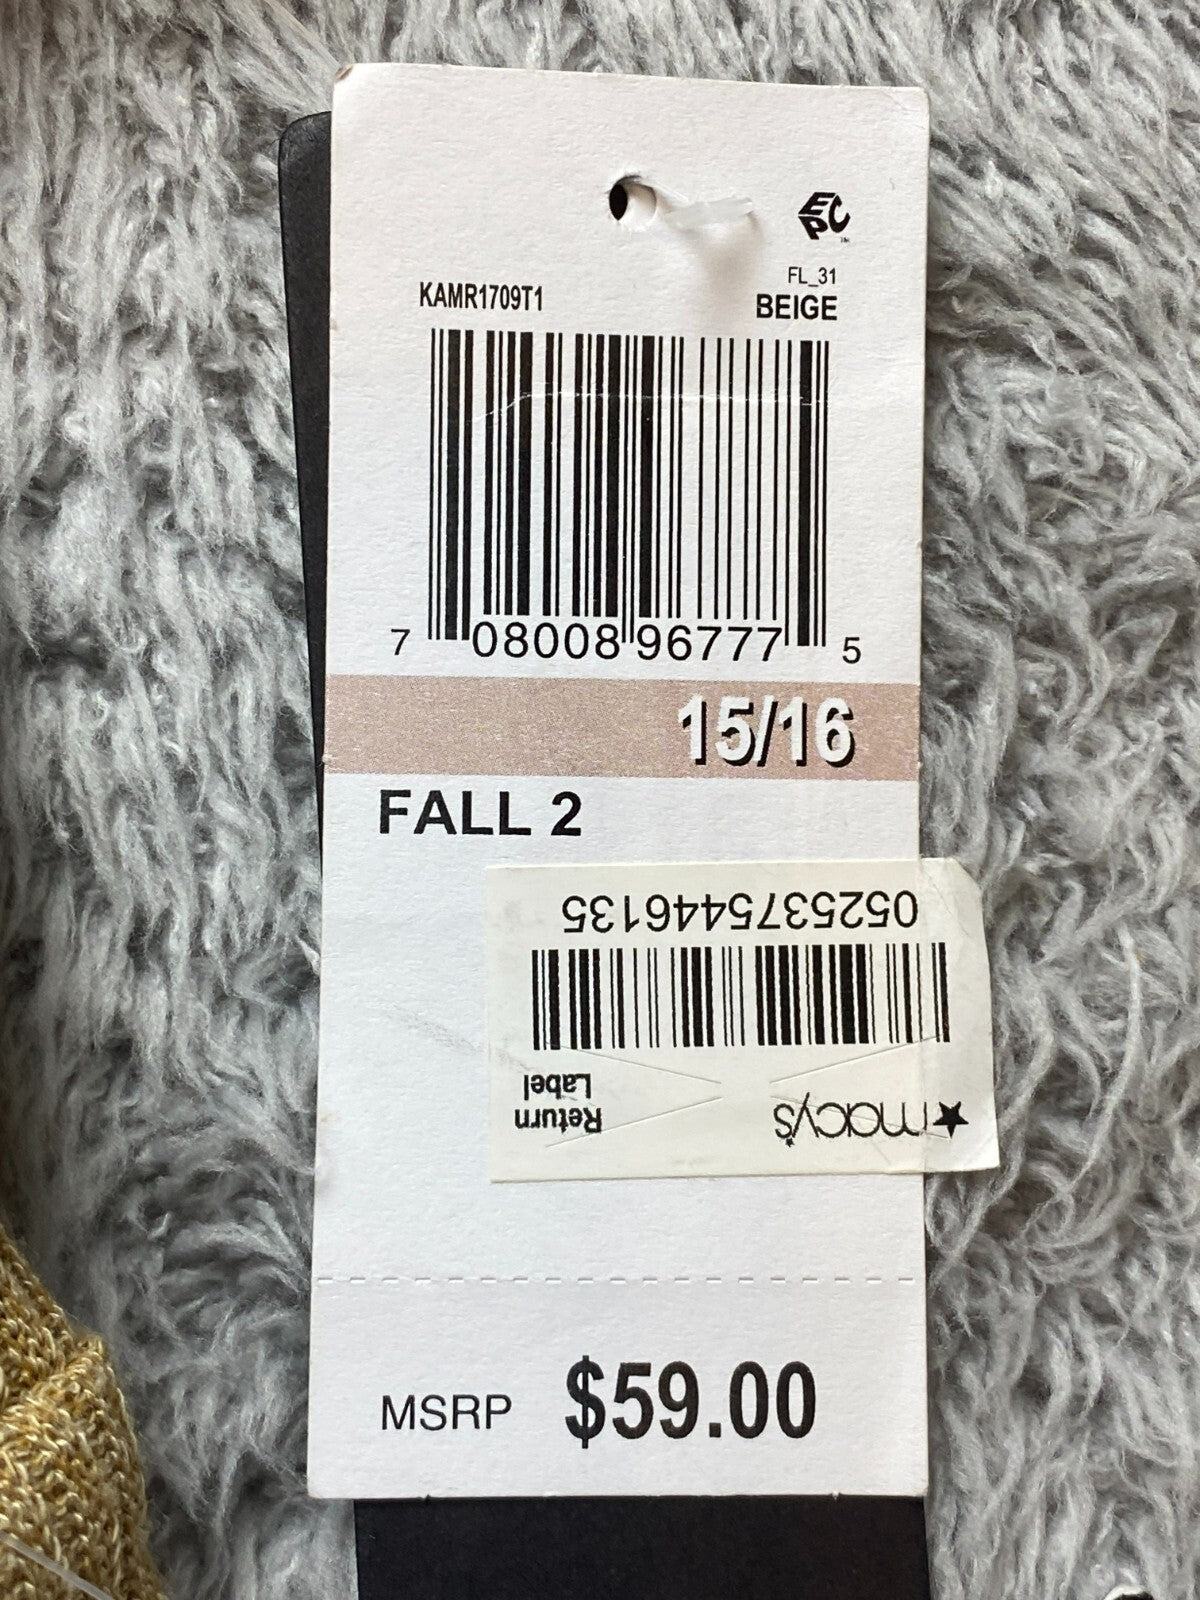 EPC
FL_31
KAMR1709T1 BEIGE
7 08008 96777 5
15/16
FALL 2
★macy's
Return
Label
0525375446135
MSRP $59.00